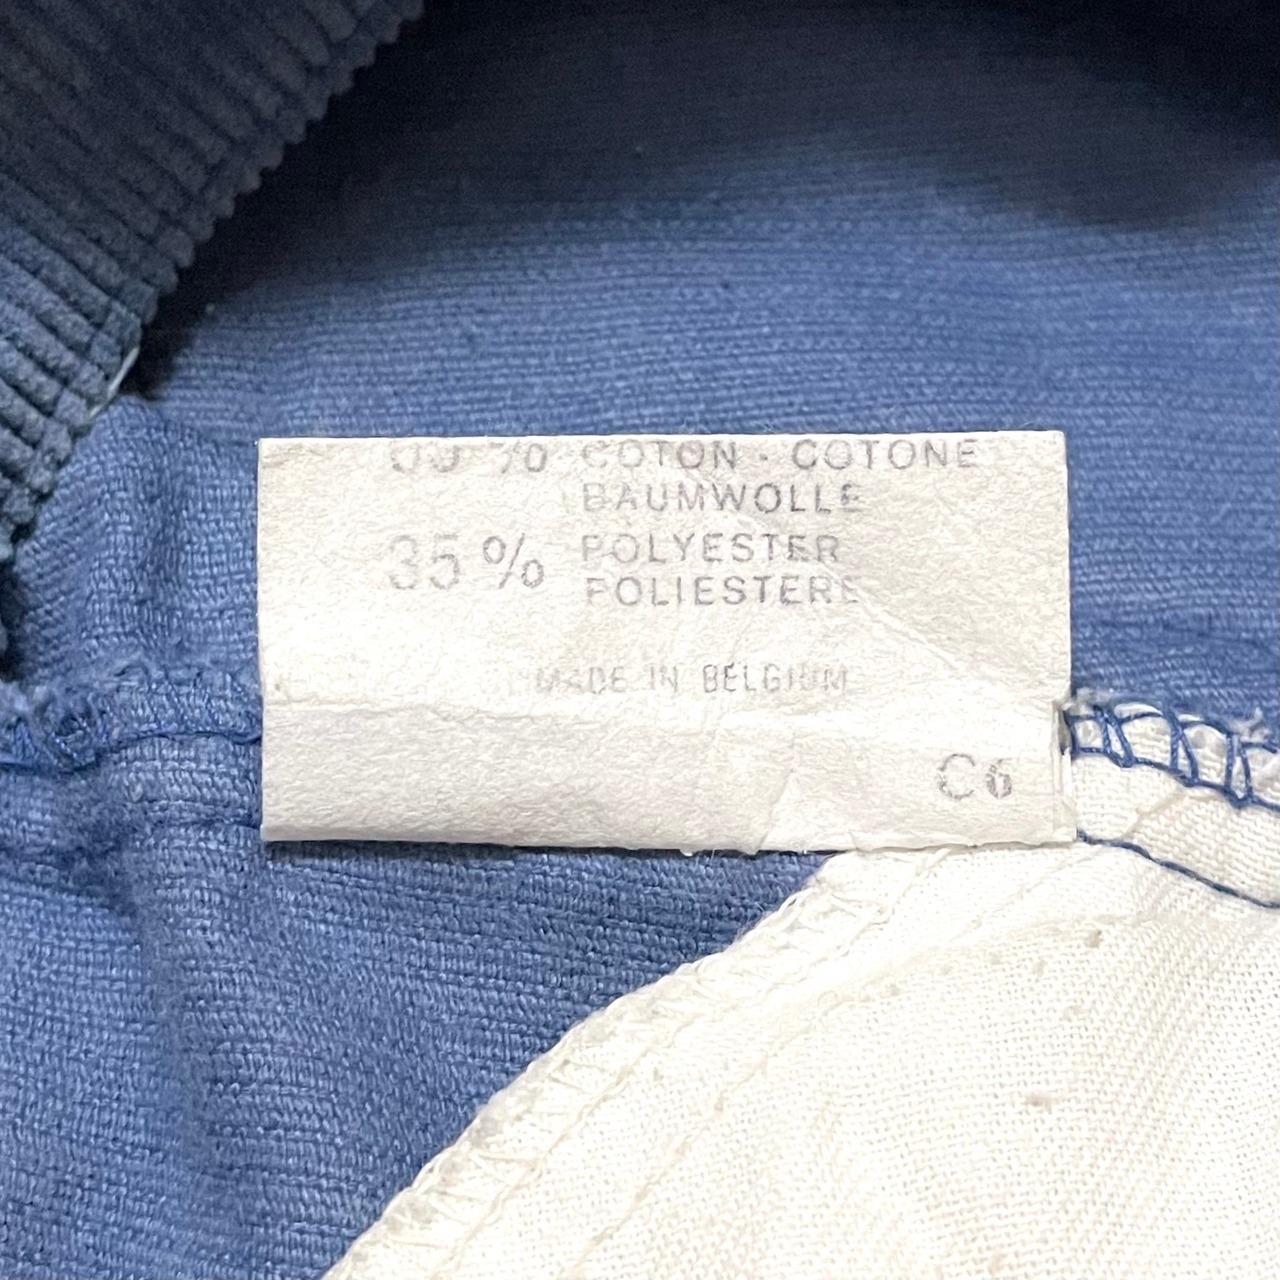 % COTON - COTONE
BAUMWOLLE
35 % POLYESTER
POLIESTERE
MADE IN BELGIUM
C6